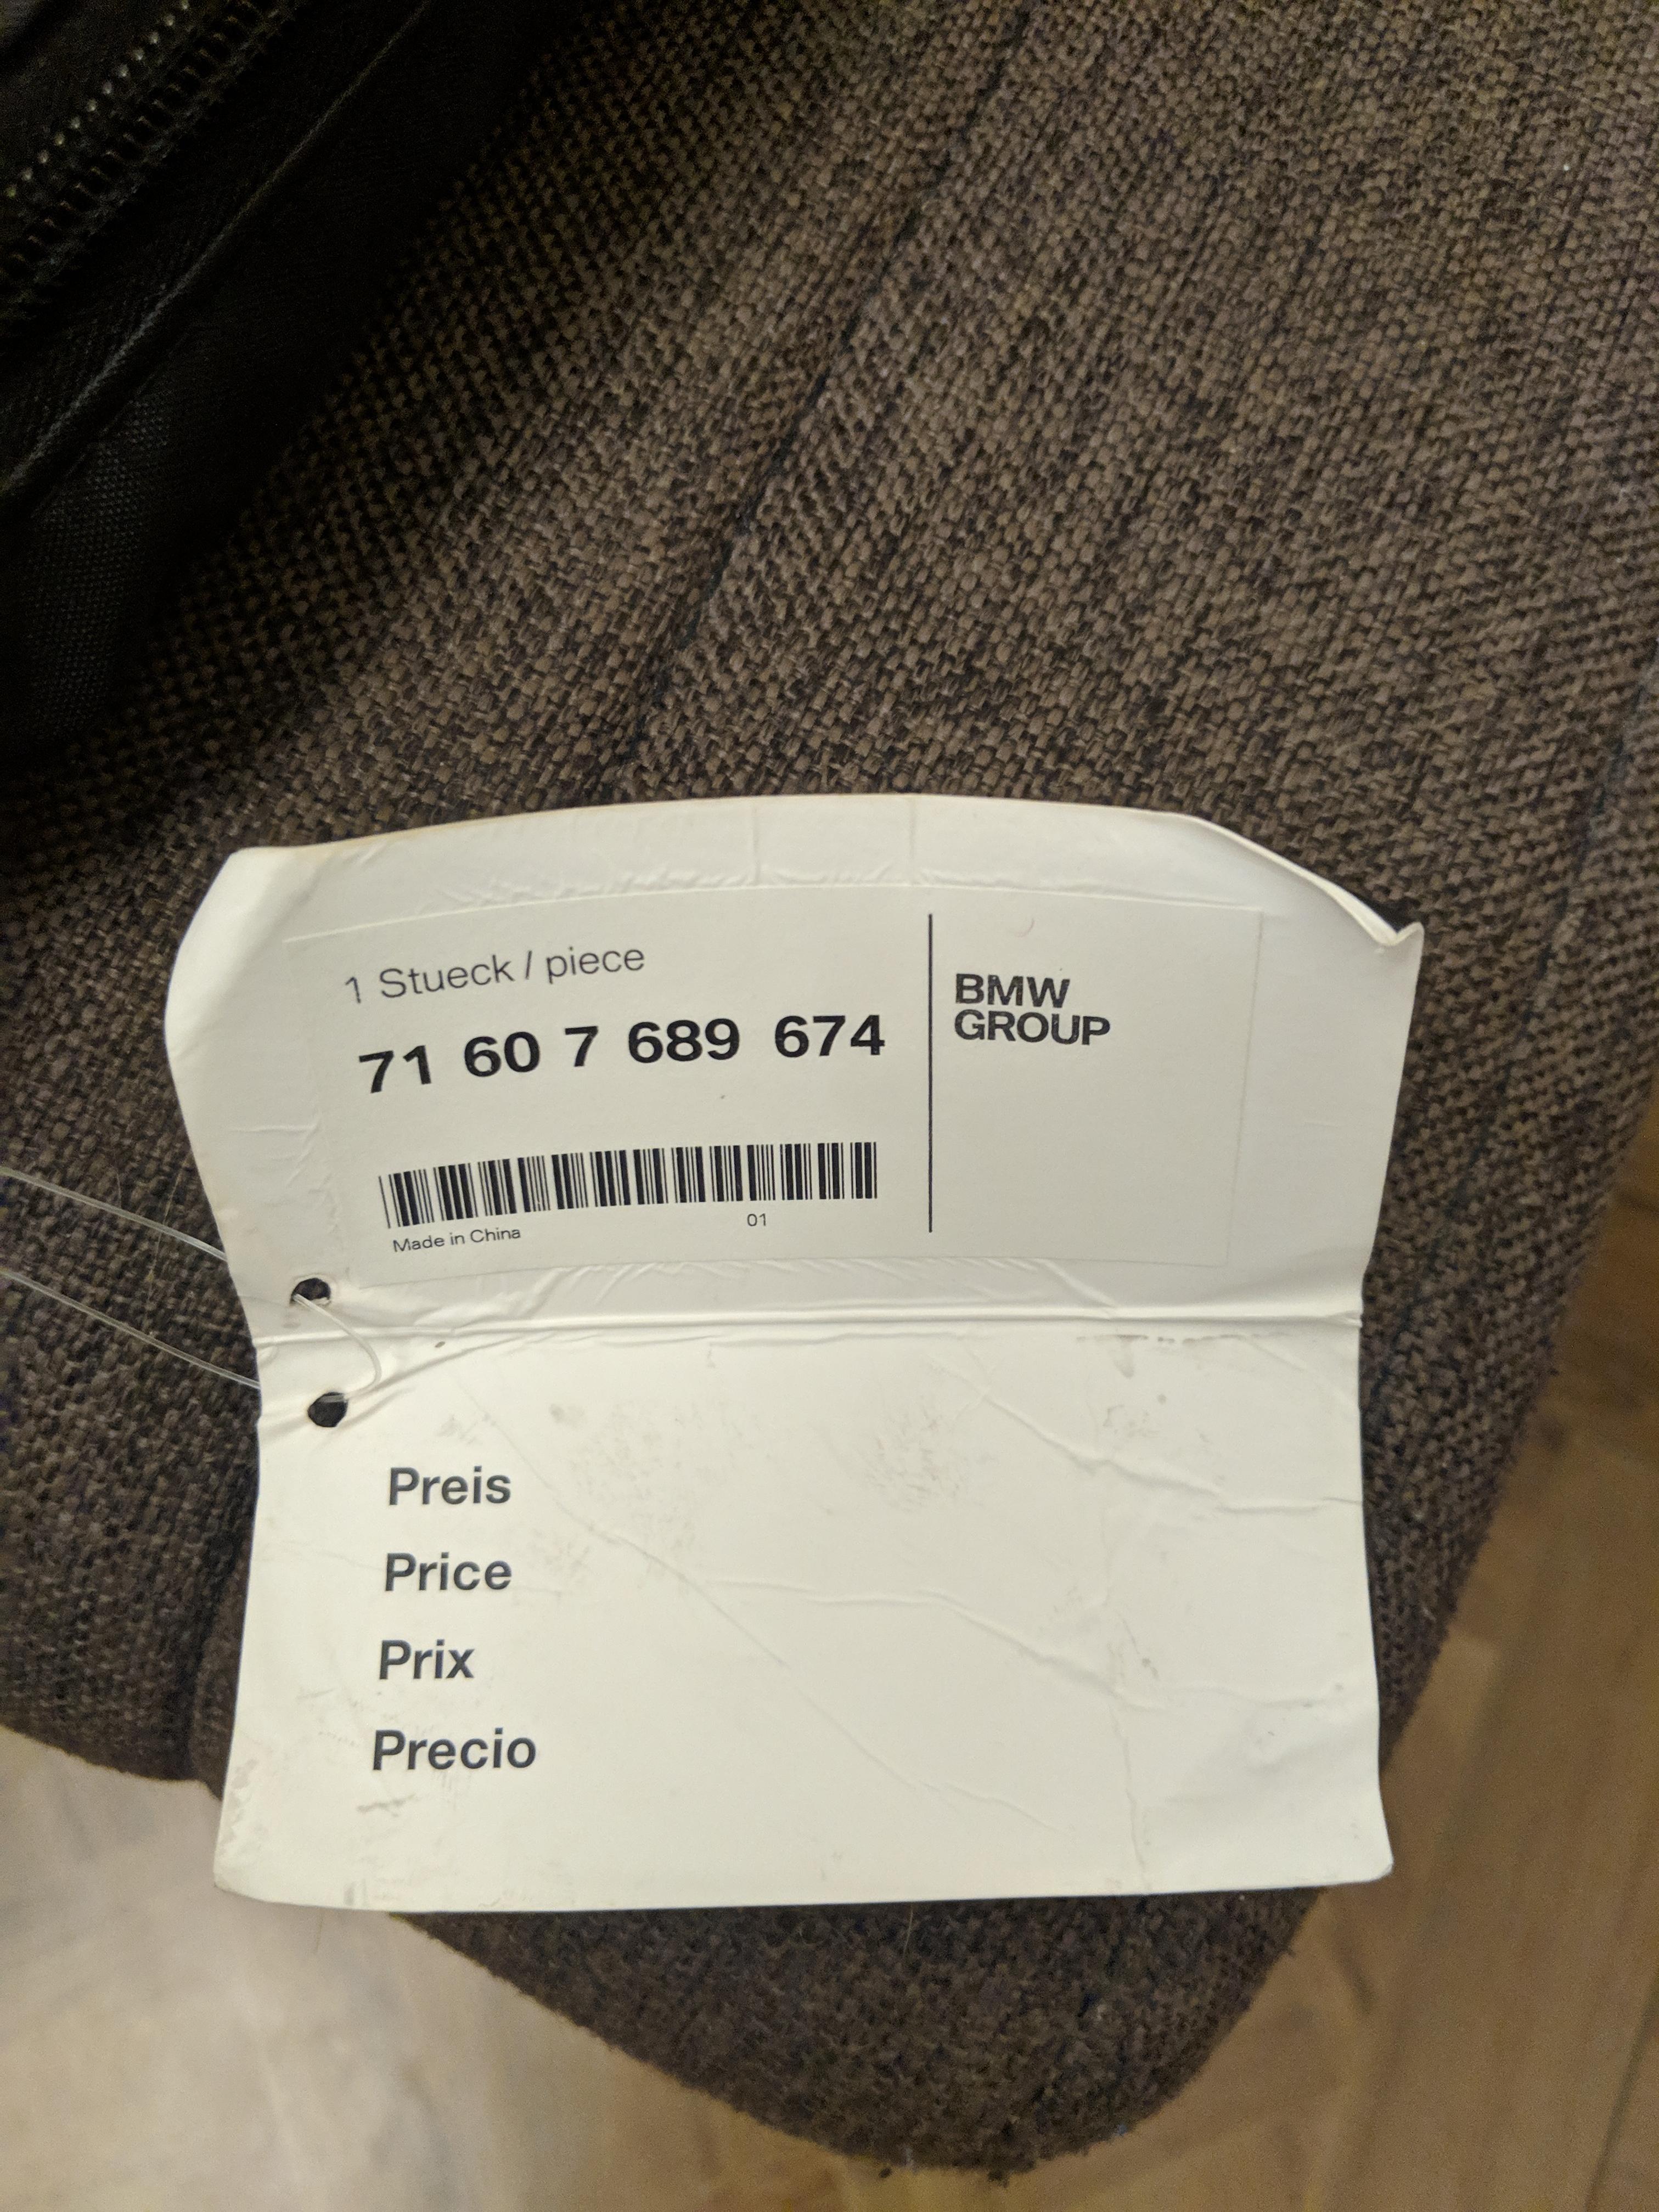 1 Stueck / piece
71 60 7 689 674
BMW
GROUP
Made in China
01
Preis
Price
Prix
Precio